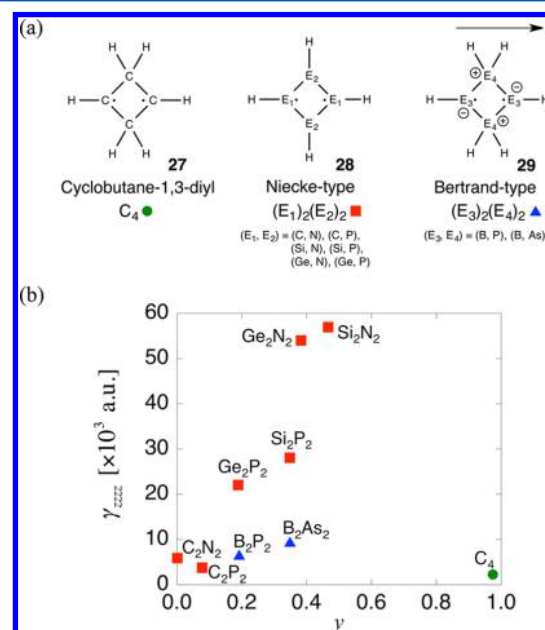 (a)
H H H H H
C E₂ ⊕ E₄ ⊖
H C· ·C H H E₁· ·E₁ H H E₃· ·E₃ H
C E₂ ⊖ E₄ ⊕
H H H H H
27 28 29
Cyclobutane-1,3-diyl Niecke-type Bertrand-type
C₄ (E₁)₂(E₂)₂ (E₃)₂(E₄)₂
(E₁, E₂) = (C, N), (C, P), (E₃, E₄) = (B, P), (B, As)
(Si, N), (Si, P)
(Ge, N), (Ge, P)
(b)
60
Ge₂N₂ Si₂N₂
50
40
γzzzz [×10³ a.u.]
30
Si₂P₂
Ge₂P₂
20
10
C₂N₂ B₂P₂ B₂As₂
C₂P₂ C₄
0
0.0 0.2 0.4 0.6 0.8 1.0
y